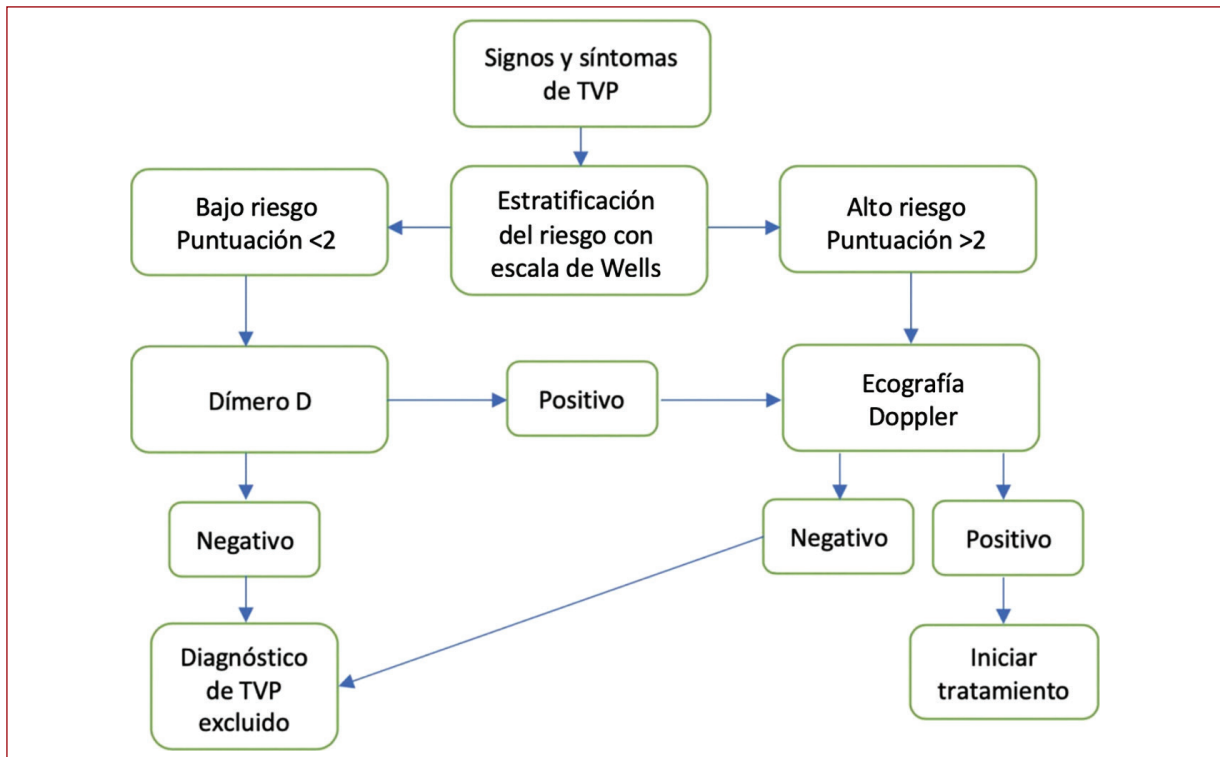 Signos y síntomas
de TVP
Bajo riesgo
Puntuación <2
Estratificación
del riesgo con
escala de Wells
Alto riesgo
Puntuación >2
Dímero D
Positivo
Ecografía
Doppler
Negativo
Negativo
Positivo
Diagnóstico
de TVP
excluido
Iniciar
tratamiento